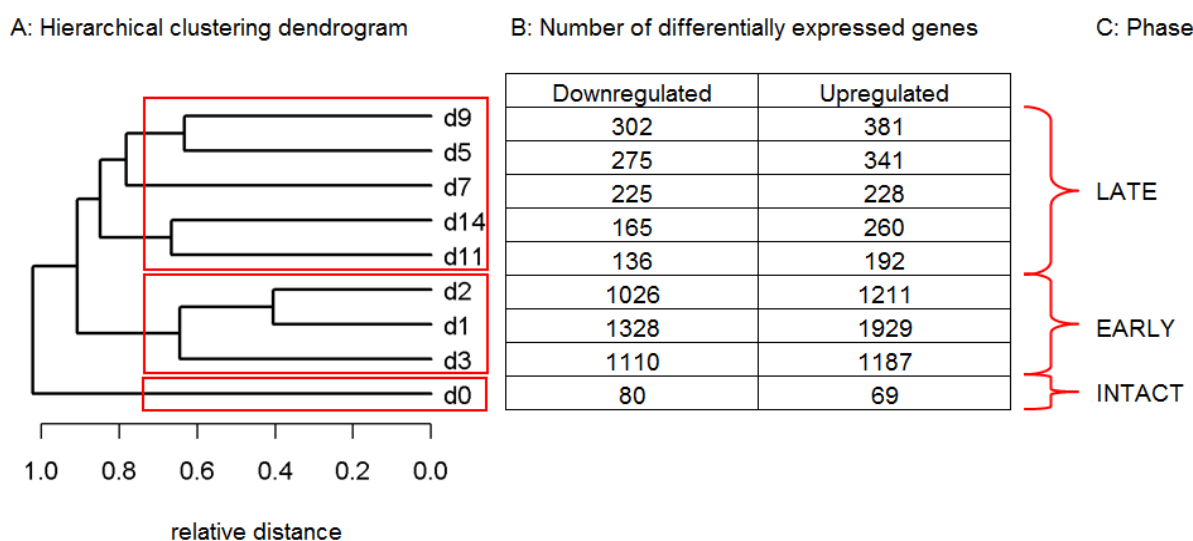 A: Hierarchical clustering dendrogram B: Number of differentially expressed genes C: Phase
Downregulated Upregulated
d9 302 381
d5 275 341
d7 225 228 LATE
d14 165 260
d11 136 192
d2 1026 1211
d1 1328 1929 EARLY
d3 1110 1187
d0 80 69 INTACT
1.0 0.8 0.6 0.4 0.2 0.0
relative distance